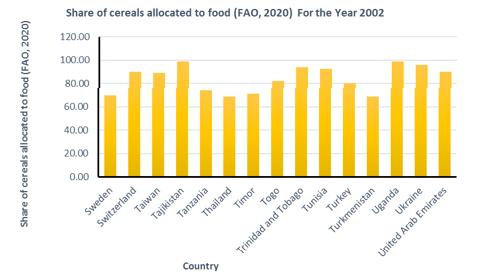 Share of cereals allocated to food (FAO, 2020)  For the Year 2002
Share of cereals allocated to food (FAO, 2020)
120.00
100.00
80.00
60.00
40.00
20.00
0.00
Sweden
Switzerland
Taiwan
Tajikistan
Tanzania
Thailand
Timor
Togo
Trinidad and Tobago
Tunisia
Turkey
Turkmenistan
Uganda
Ukraine
United Arab Emirates
Country